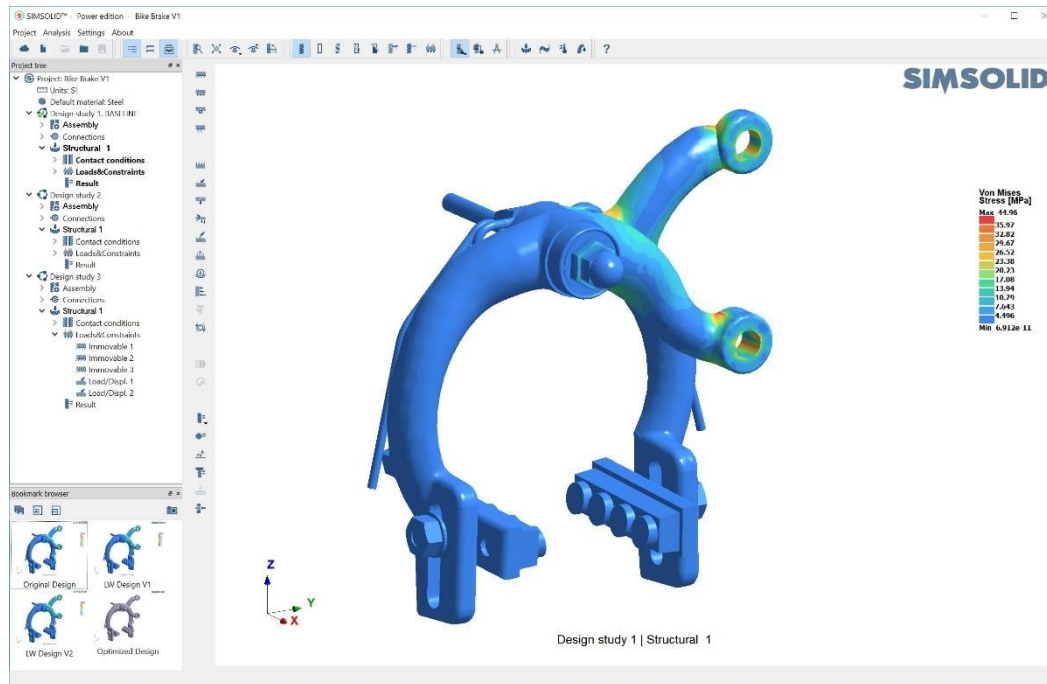 SIMSOLID™ - Power edition - Bike Brake V1
Project Analysis Settings About
Project tree
Project: Bike Brake V1
Units: SI
Default material: Steel
Design study 1, BASELINE
Assembly
Connections
Structural 1
Contact conditions
Loads&Constraints
Result
Design study 2
Assembly
Connections
Structural 1
Contact conditions
Loads&Constraints
Result
Design study 3
Assembly
Connections
Structural 1
Contact conditions
Loads&Constraints
Immovable 1
Immovable 2
Immovable 3
Load/Displ. 1
Load/Displ. 2
Result
Bookmark browser
Original Design
LW Design V1
LW Design V2
Optimized Design
SIMSOLID
Von Mises
Stress [MPa]
Max 44.96
35.97
32.82
29.67
26.52
23.38
20.23
17.08
13.94
10.79
7.643
4.496
Min 6.912e-11
Z
Y
X
Design study 1 | Structural 1